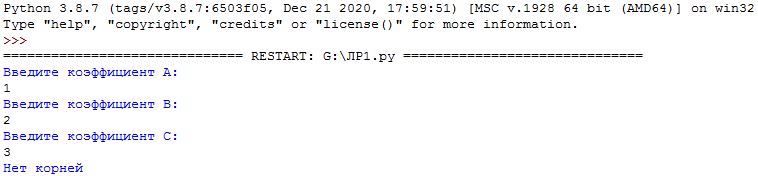 Python 3.8.7 (tags/v3.8.7:6503f05, Dec 21 2020, 17:59:51) [MSC v.1928 64 bit (AMD64)] on win32
Type "help", "copyright", "credits" or "license()" for more information.
>>>
============================== RESTART: G:\ЛР1.py ==============================
Введите коэффициент A:
1
Введите коэффициент B:
2
Введите коэффициент C:
3
Нет корней